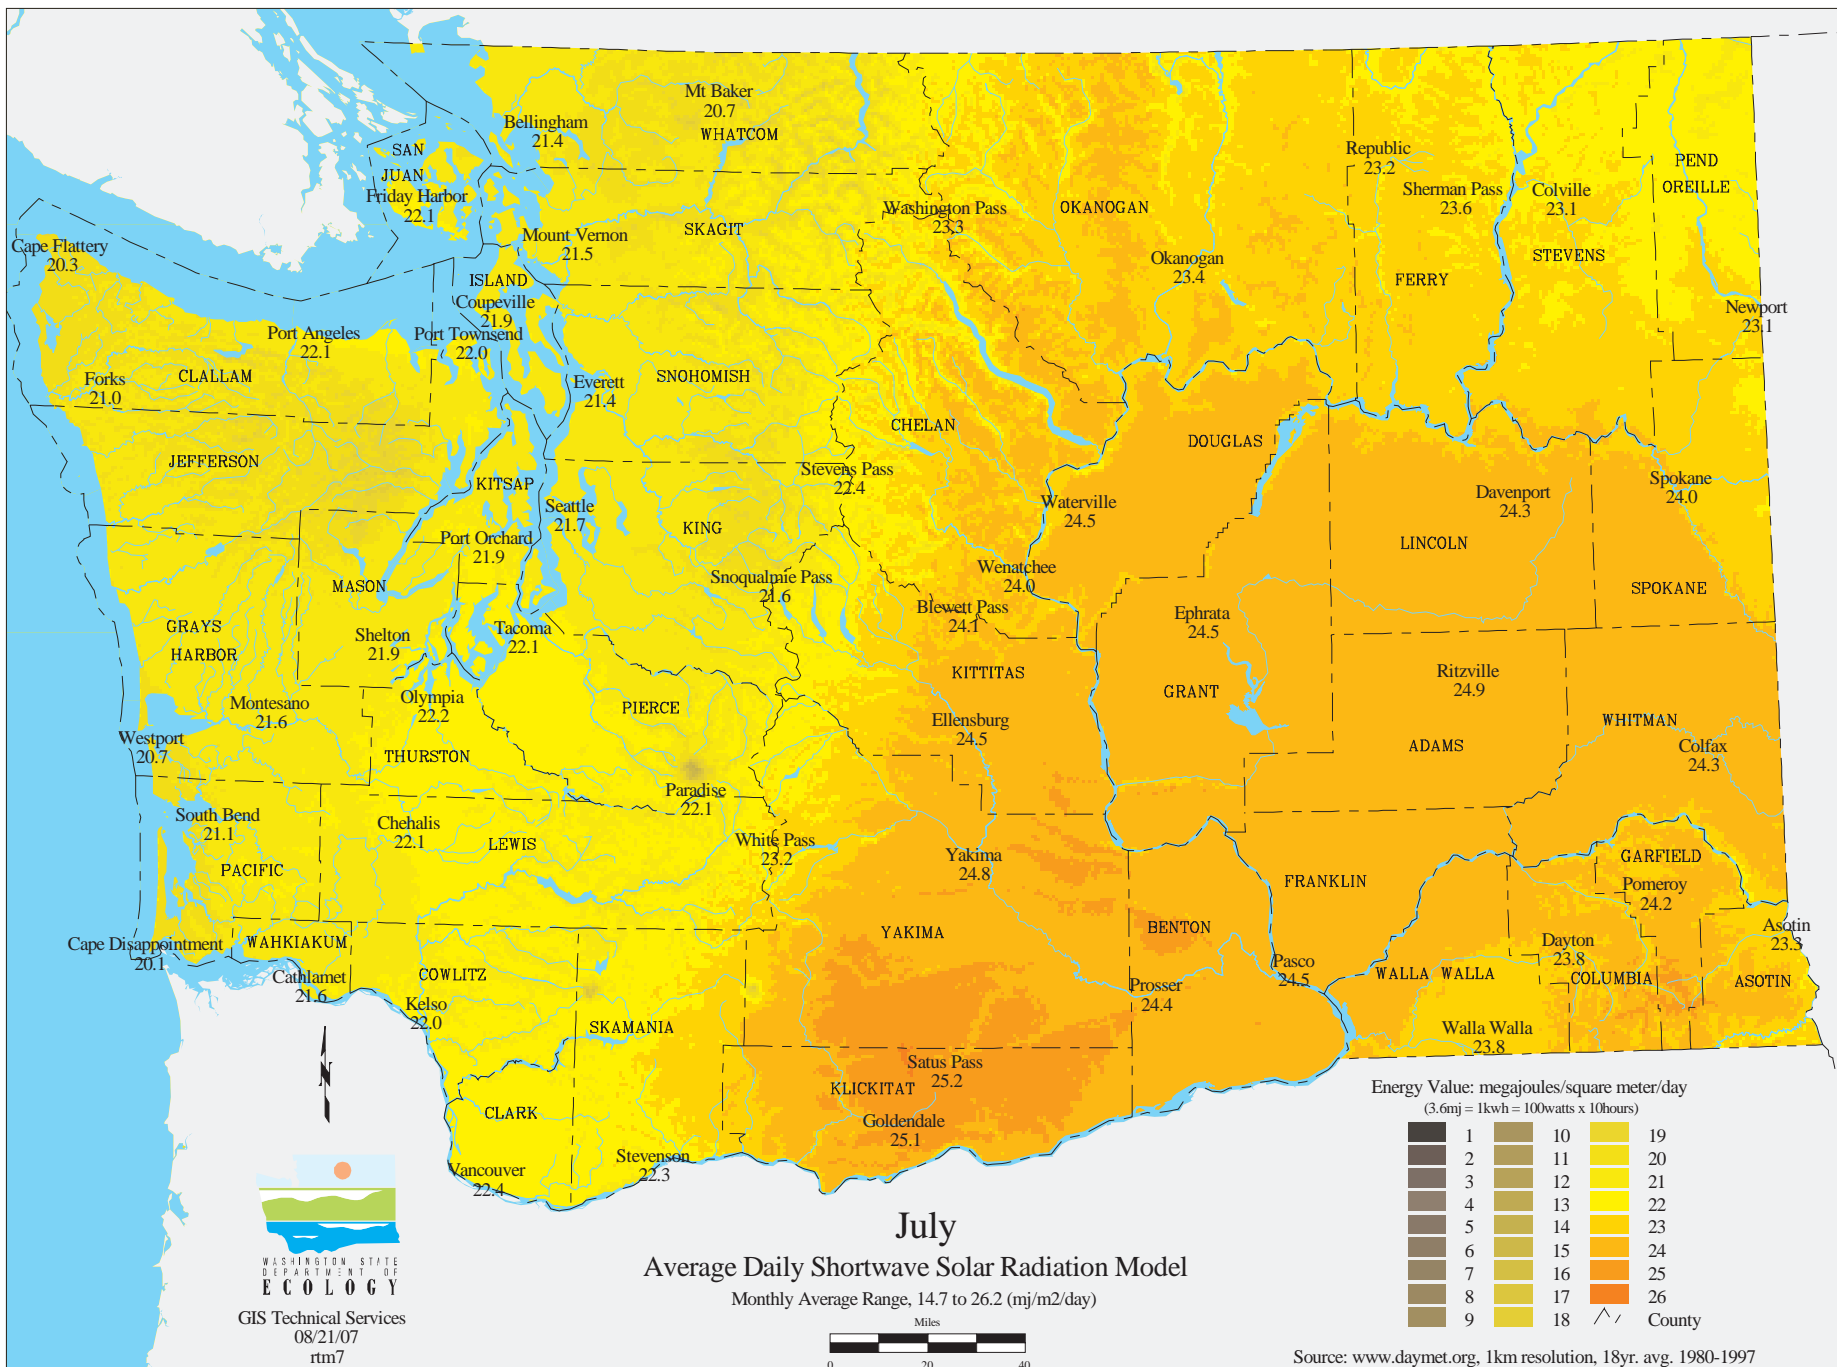 Mt Baker
20.7
WHATCOM
Bellingham
21.4
SAN
JUAN
Friday Harbor
22.1
Republic
23.2
PEND
OREILLE
Sherman Pass
23.6
Colville
23.1
Washington Pass
23.3
OKANOGAN
SKAGIT
Mount Vernon
21.5
Cape Flattery
20.3
STEVENS
Okanogan
23.4
FERRY
ISLAND
Coupeville
21.9
Port Townsend
22.0
Port Angeles
22.1
Newport
23.1
Forks
21.0
CLALLAM
SNOHOMISH
Everett
21.4
CHELAN
DOUGLAS
JEFFERSON
Stevens Pass
22.4
KITSAP
Seattle
21.7
Waterville
24.5
Davenport
24.3
Spokane
24.0
KING
Port Orchard
21.9
LINCOLN
Wenatchee
24.0
Snoqualmie Pass
21.6
MASON
SPOKANE
Blewett Pass
24.1
Ephrata
24.5
GRAYS
HARBOR
Shelton
21.9
Tacoma
22.1
KITTITAS
Ritzville
24.9
GRANT
Montesano
21.6
Olympia
22.2
PIERCE
Ellensburg
24.5
WHITMAN
Westport
20.7
THURSTON
ADAMS
Colfax
24.3
Paradise
22.1
South Bend
21.1
Chehalis
22.1
LEWIS
White Pass
23.2
Yakima
24.8
GARFIELD
PACIFIC
FRANKLIN
Pomeroy
24.2
YAKIMA
BENTON
Asotin
23.3
Cape Disappointment
20.1
WAHKIAKUM
Dayton
23.8
COWLITZ
Cathlamet
21.6
Pasco
24.5
WALLA WALLA
COLUMBIA
ASOTIN
Prosser
24.4
Kelso
22.0
SKAMANIA
Walla Walla
23.8
Satus Pass
25.2
KLICKITAT
CLARK
Goldendale
25.1
Stevenson
22.3
Vancouver
22.4
N
WASHINGTON STATE
DEPARTMENT OF
ECOLOGY
GIS Technical Services
08/21/07
rtm7
July
Average Daily Shortwave Solar Radiation Model
Monthly Average Range, 14.7 to 26.2 (mj/m2/day)
Miles
0 20 40
Energy Value: megajoules/square meter/day
(3.6mj = 1kwh = 100watts x 10hours)
1 10 19
2 11 20
3 12 21
4 13 22
5 14 23
6 15 24
7 16 25
8 17 26
9 18 County
Source: www.daymet.org, 1km resolution, 18yr. avg. 1980-1997